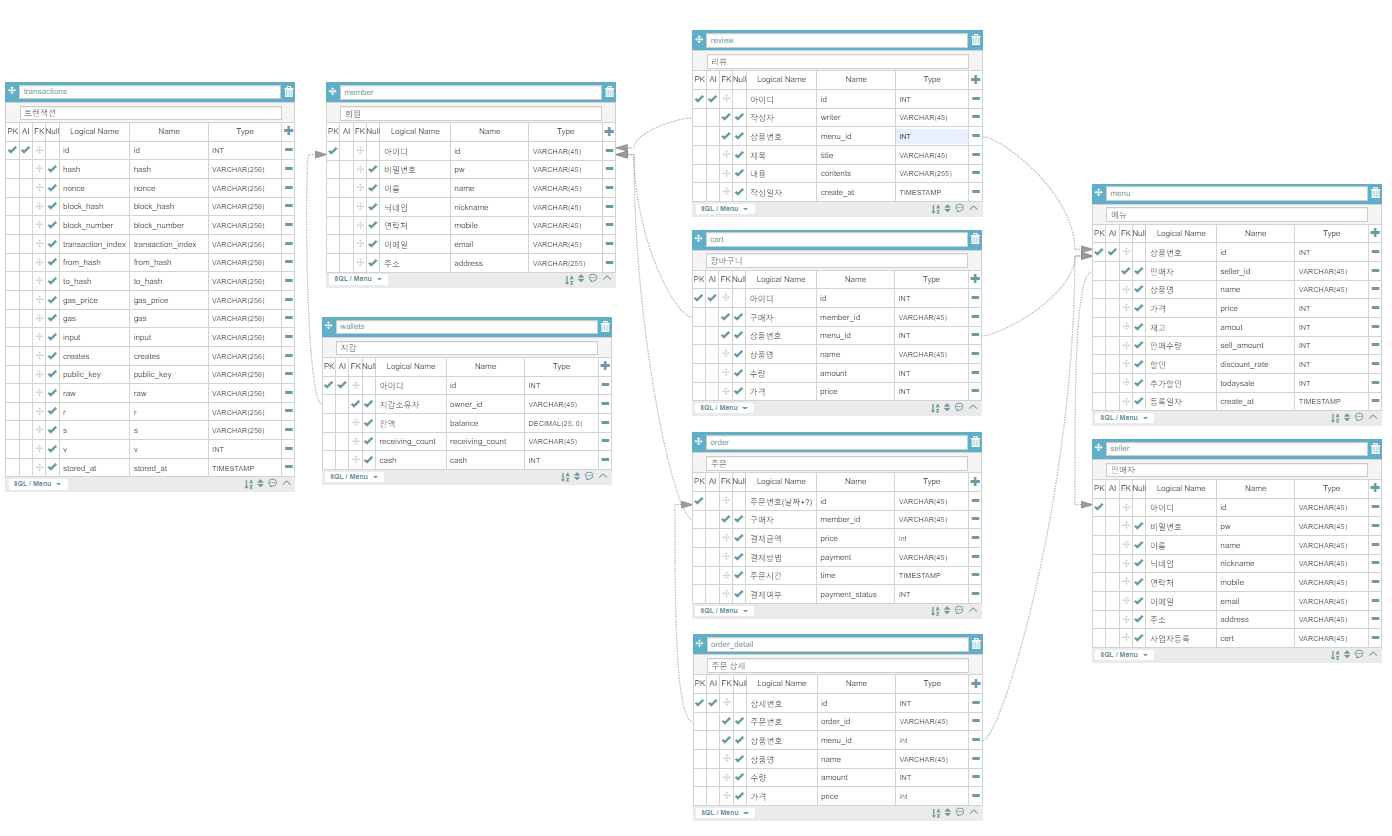 transactions
트랜잭션
PK AI FK Null Logical Name Name Type
id id INT
hash hash VARCHAR(256)
nonce nonce VARCHAR(256)
block_hash block_hash VARCHAR(256)
block_number block_number VARCHAR(256)
transaction_index transaction_index VARCHAR(256)
from_hash from_hash VARCHAR(256)
to_hash to_hash VARCHAR(256)
gas_price gas_price VARCHAR(256)
gas gas VARCHAR(256)
input input VARCHAR(256)
creates creates VARCHAR(256)
public_key public_key VARCHAR(256)
raw raw VARCHAR(256)
r r VARCHAR(256)
s s VARCHAR(256)
v v INT
stored_at stored_at TIMESTAMP
SQL / Menu
member
회원
PK AI FK Null Logical Name Name Type
아이디 id VARCHAR(45)
비밀번호 pw VARCHAR(45)
이름 name VARCHAR(45)
닉네임 nickname VARCHAR(45)
연락처 mobile VARCHAR(45)
이메일 email VARCHAR(45)
주소 address VARCHAR(255)
SQL / Menu
wallets
지갑
PK AI FK Null Logical Name Name Type
아이디 id INT
지갑소유자 owner_id VARCHAR(45)
잔액 balance DECIMAL(25, 0)
receiving_count receiving_count VARCHAR(45)
cash cash INT
SQL / Menu
review
리뷰
PK AI FK Null Logical Name Name Type
아이디 id INT
작성자 writer VARCHAR(45)
상품번호 menu_id INT
제목 title VARCHAR(45)
내용 contents VARCHAR(255)
작성일자 create_at TIMESTAMP
SQL / Menu
cart
장바구니
PK AI FK Null Logical Name Name Type
아이디 id INT
구매자 member_id VARCHAR(45)
상품번호 menu_id INT
상품명 name VARCHAR(45)
수량 amount INT
가격 price INT
SQL / Menu
order
주문
PK AI FK Null Logical Name Name Type
주문번호(날짜+?) id VARCHAR(45)
구매자 member_id VARCHAR(45)
결제금액 price int
결제방법 payment VARCHAR(45)
주문시간 time TIMESTAMP
결제여부 payment_status INT
SQL / Menu
order_detail
주문 상세
PK AI FK Null Logical Name Name Type
상세번호 id INT
주문번호 order_id VARCHAR(45)
상품번호 menu_id int
상품명 name VARCHAR(45)
수량 amount INT
가격 price int
SQL / Menu
menu
메뉴
PK AI FK Null Logical Name Name Type
상품번호 id INT
판매자 seller_id VARCHAR(45)
상품명 name VARCHAR(45)
가격 price INT
재고 amout INT
판매수량 sell_amount INT
할인 discount_rate INT
추가할인 todaysale INT
등록일자 create_at TIMESTAMP
SQL / Menu
seller
판매자
PK AI FK Null Logical Name Name Type
아이디 id VARCHAR(45)
비밀번호 pw VARCHAR(45)
이름 name VARCHAR(45)
닉네임 nickname VARCHAR(45)
연락처 mobile VARCHAR(45)
이메일 email VARCHAR(45)
주소 address VARCHAR(45)
사업자등록 cert VARCHAR(45)
SQL / Menu